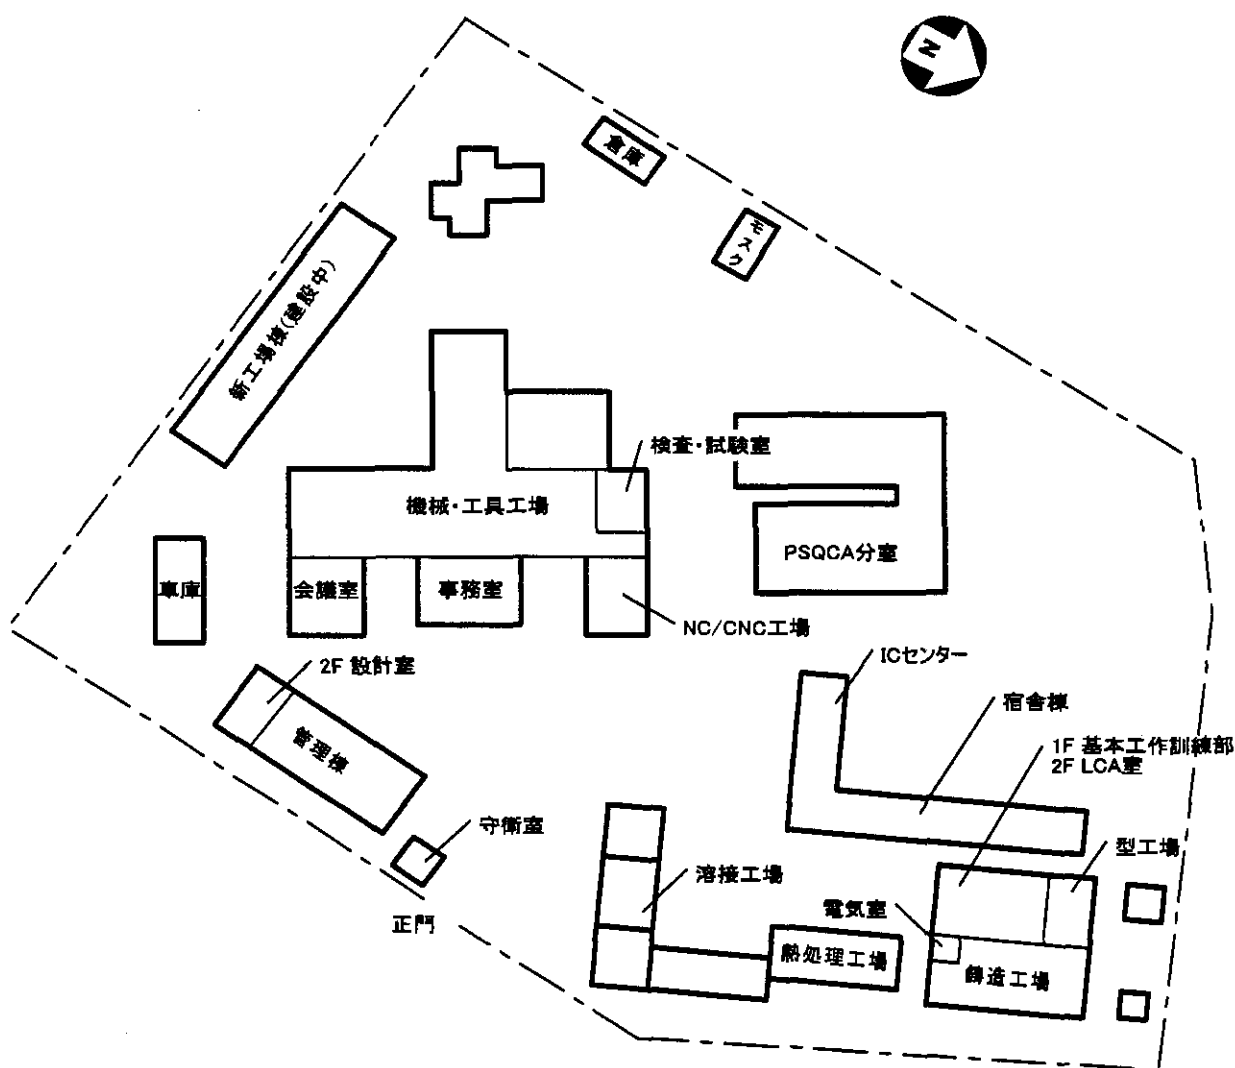 N
倉庫
モスク
新工場棟(建設中)
検査・試験室
機械・工具工場
PSQCA分室
車庫
会議室
事務室
NC/CNC工場
2F 設計室
ICセンター
管理棟
宿舎棟
1F 基本工作訓練部
2F LCA室
守衛室
型工場
溶接工場
電気室
正門
熱処理工場
鋳造工場